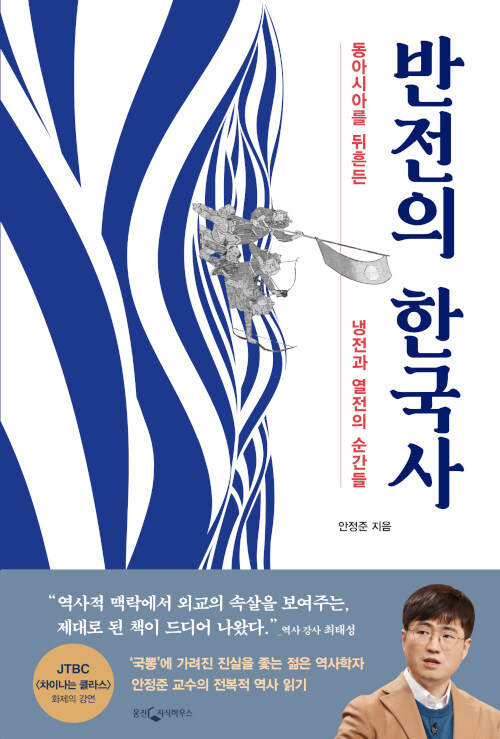 반전의 한국사
동아시아를 뒤흔든
냉전과 열전의 순간들
안정준 지음
“역사적 맥락에서 외교의 속살을 보여주는,
제대로 된 책이 드디어 나왔다.”_역사 강사 최태성
JTBC
〈차이나는 클라스〉
화제의 강연
‘국뽕’에 가려진 진실을 좇는 젊은 역사학자
안정준 교수의 전복적 역사 읽기
웅진 지식하우스